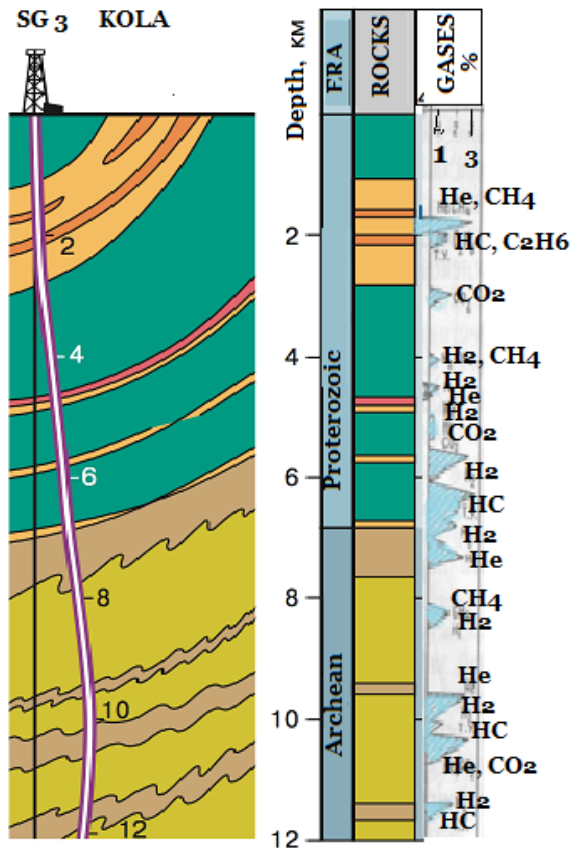 SG 3 KOLA
Depth, км
ERA
ROCKS
GASES
%
1 3
He, CH4
2
2
HC, C2H6
CO2
4
4
H2, CH4
H2
He
H2
CO2
Proterozoic
6
6
H2
HC
H2
He
8
8
CH4
H2
He
10
10
H2
HC
Archean
He, CO2
H2
HC
12
12